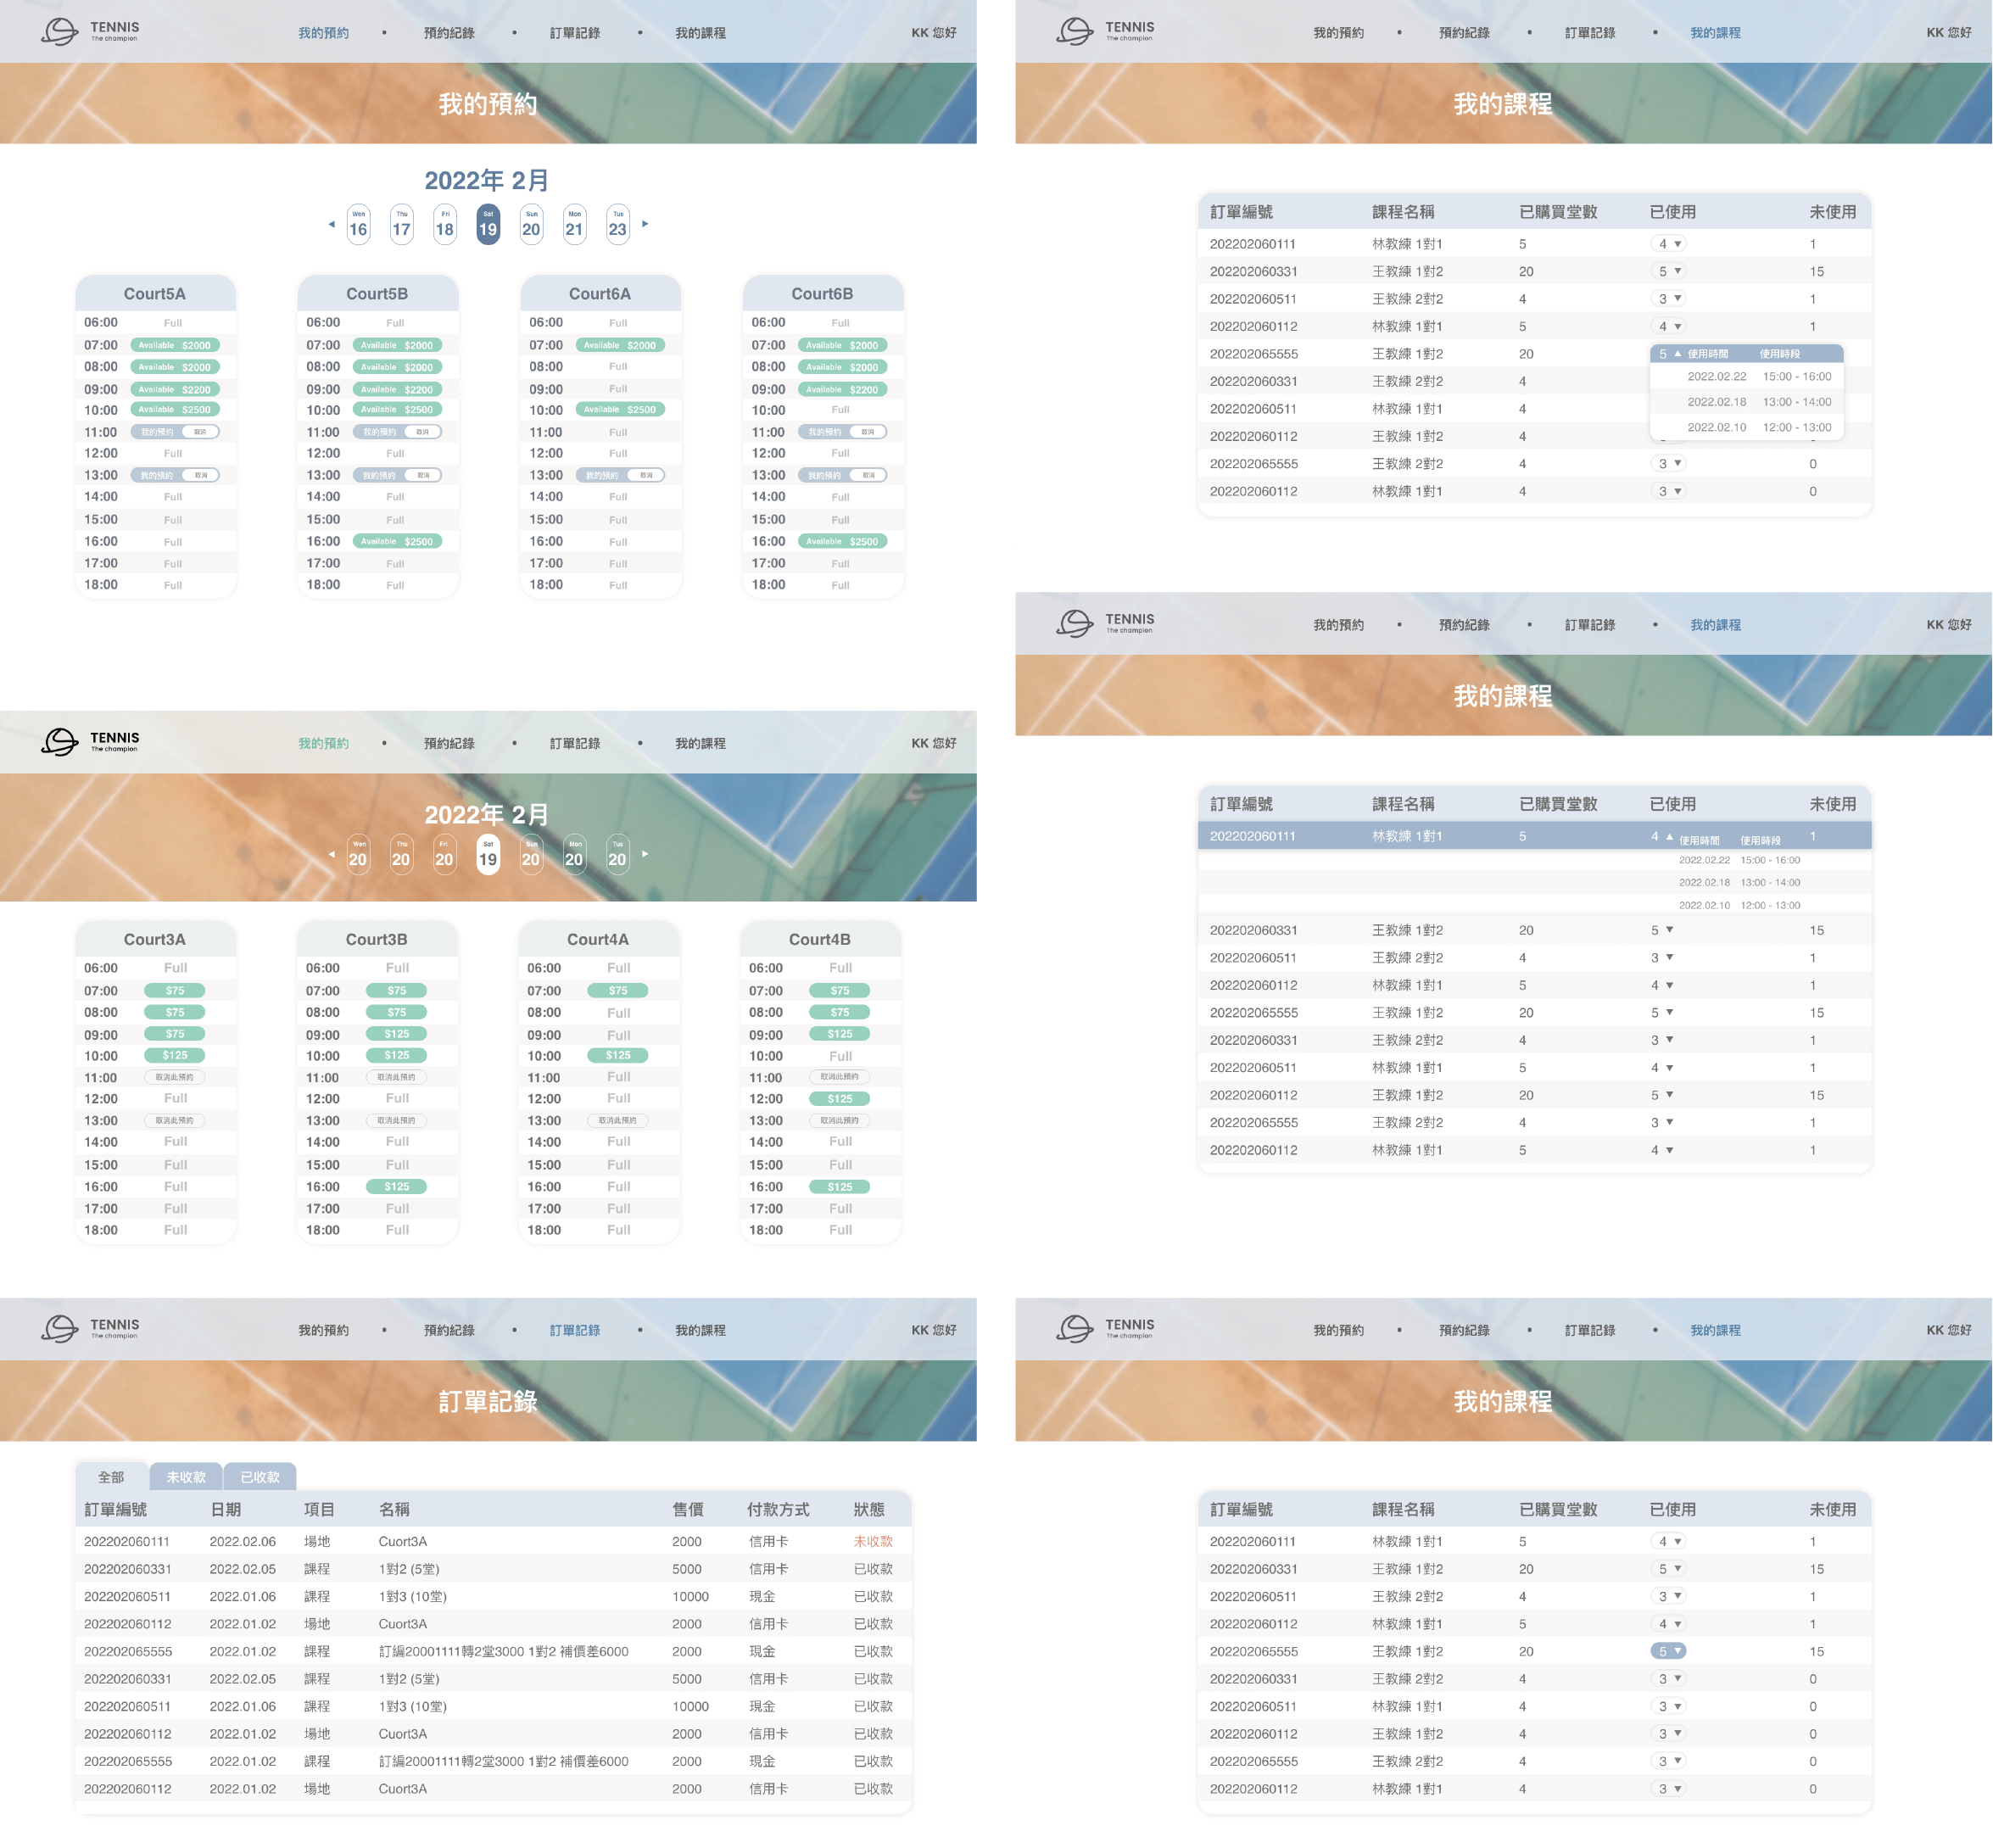 TENNIS
The champion
我的預約 • 預約紀錄 • 訂單記錄 • 我的課程
KK 您好
我的預約
2022年 2月
◀ Wen 16 Thu 17 Fri 18 Sat 19 Sun 20 Mon 21 Tus 23 ▶
Court5A Court5B Court6A Court6B
06:00 Full 06:00 Full 06:00 Full 06:00 Full
07:00 Available $2000 07:00 Available $2000 07:00 Available $2000 07:00 Available $2000
08:00 Available $2000 08:00 Available $2000 08:00 Full 08:00 Available $2000
09:00 Available $2200 09:00 Available $2200 09:00 Full 09:00 Available $2200
10:00 Available $2500 10:00 Available $2500 10:00 Available $2500 10:00 Full
11:00 我的預約 取消 11:00 我的預約 取消 11:00 Full 11:00 我的預約 取消
12:00 Full 12:00 Full 12:00 Full 12:00 Full
13:00 我的預約 取消 13:00 我的預約 取消 13:00 我的預約 取消 13:00 我的預約 取消
14:00 Full 14:00 Full 14:00 Full 14:00 Full
15:00 Full 15:00 Full 15:00 Full 15:00 Full
16:00 Full 16:00 Available $2500 16:00 Full 16:00 Available $2500
17:00 Full 17:00 Full 17:00 Full 17:00 Full
18:00 Full 18:00 Full 18:00 Full 18:00 Full
TENNIS
The champion
我的預約 • 預約紀錄 • 訂單記錄 • 我的課程
KK 您好
2022年 2月
◀ Wen 20 Thu 20 Fri 20 Sat 19 Sun 20 Mon 20 Tus 20 ▶
Court3A Court3B Court4A Court4B
06:00 Full 06:00 Full 06:00 Full 06:00 Full
07:00 $75 07:00 $75 07:00 $75 07:00 $75
08:00 $75 08:00 $75 08:00 Full 08:00 $75
09:00 $75 09:00 $125 09:00 Full 09:00 $125
10:00 $125 10:00 $125 10:00 $125 10:00 Full
11:00 取消此預約 11:00 取消此預約 11:00 Full 11:00 取消此預約
12:00 Full 12:00 Full 12:00 Full 12:00 $125
13:00 取消此預約 13:00 取消此預約 13:00 取消此預約 13:00 取消此預約
14:00 Full 14:00 Full 14:00 Full 14:00 Full
15:00 Full 15:00 Full 15:00 Full 15:00 Full
16:00 Full 16:00 $125 16:00 Full 16:00 $125
17:00 Full 17:00 Full 17:00 Full 17:00 Full
18:00 Full 18:00 Full 18:00 Full 18:00 Full
TENNIS
The champion
我的預約 • 預約紀錄 • 訂單記錄 • 我的課程
KK 您好
訂單記錄
全部 未收款 已收款
訂單編號 日期 項目 名稱 售價 付款方式 狀態
202202060111 2022.02.06 場地 Cuort3A 2000 信用卡 未收款
202202060331 2022.02.05 課程 1對2 (5堂) 5000 信用卡 已收款
202202060511 2022.01.06 課程 1對3 (10堂) 10000 現金 已收款
202202060112 2022.01.02 場地 Cuort3A 2000 信用卡 已收款
202202065555 2022.01.02 課程 訂編20001111轉2堂3000 1對2 補價差6000 2000 現金 已收款
202202060331 2022.02.05 課程 1對2 (5堂) 5000 信用卡 已收款
202202060511 2022.01.06 課程 1對3 (10堂) 10000 現金 已收款
202202060112 2022.01.02 場地 Cuort3A 2000 信用卡 已收款
202202065555 2022.01.02 課程 訂編20001111轉2堂3000 1對2 補價差6000 2000 現金 已收款
202202060112 2022.01.02 場地 Cuort3A 2000 信用卡 已收款
TENNIS
The champion
我的預約 • 預約紀錄 • 訂單記錄 • 我的課程
KK 您好
我的課程
訂單編號 課程名稱 已購買堂數 已使用 未使用
202202060111 林教練 1對1 5 4 ▼ 1
202202060331 王教練 1對2 20 5 ▼ 15
202202060511 王教練 2對2 4 3 ▼ 1
202202060112 林教練 1對1 5 4 ▼ 1
202202065555 王教練 1對2 20 5 ▲ 使用時間 使用時段
202202060331 王教練 2對2 4 2022.02.22 15:00 - 16:00
202202060511 林教練 1對1 4 2022.02.18 13:00 - 14:00
202202060112 王教練 1對2 4 2022.02.10 12:00 - 13:00
202202065555 王教練 2對2 4 3 ▼ 0
202202060112 林教練 1對1 4 3 ▼ 0
TENNIS
The champion
我的預約 • 預約紀錄 • 訂單記錄 • 我的課程
KK 您好
我的課程
訂單編號 課程名稱 已購買堂數 已使用 未使用
202202060111 林教練 1對1 5 4 ▲ 使用時間 使用時段 1
2022.02.22 15:00 - 16:00
2022.02.18 13:00 - 14:00
2022.02.10 12:00 - 13:00
202202060331 王教練 1對2 20 5 ▼ 15
202202060511 王教練 2對2 4 3 ▼ 1
202202060112 林教練 1對1 5 4 ▼ 1
202202065555 王教練 1對2 20 5 ▼ 15
202202060331 王教練 2對2 4 3 ▼ 1
202202060511 林教練 1對1 5 4 ▼ 1
202202060112 王教練 1對2 20 5 ▼ 15
202202065555 王教練 2對2 4 3 ▼ 1
202202060112 林教練 1對1 5 4 ▼ 1
TENNIS
The champion
我的預約 • 預約紀錄 • 訂單記錄 • 我的課程
KK 您好
我的課程
訂單編號 課程名稱 已購買堂數 已使用 未使用
202202060111 林教練 1對1 5 4 ▼ 1
202202060331 王教練 1對2 20 5 ▼ 15
202202060511 王教練 2對2 4 3 ▼ 1
202202060112 林教練 1對1 5 4 ▼ 1
202202065555 王教練 1對2 20 5 ▼ 15
202202060331 王教練 2對2 4 3 ▼ 0
202202060511 林教練 1對1 4 3 ▼ 0
202202060112 王教練 1對2 4 3 ▼ 0
202202065555 王教練 2對2 4 3 ▼ 0
202202060112 林教練 1對1 4 3 ▼ 0